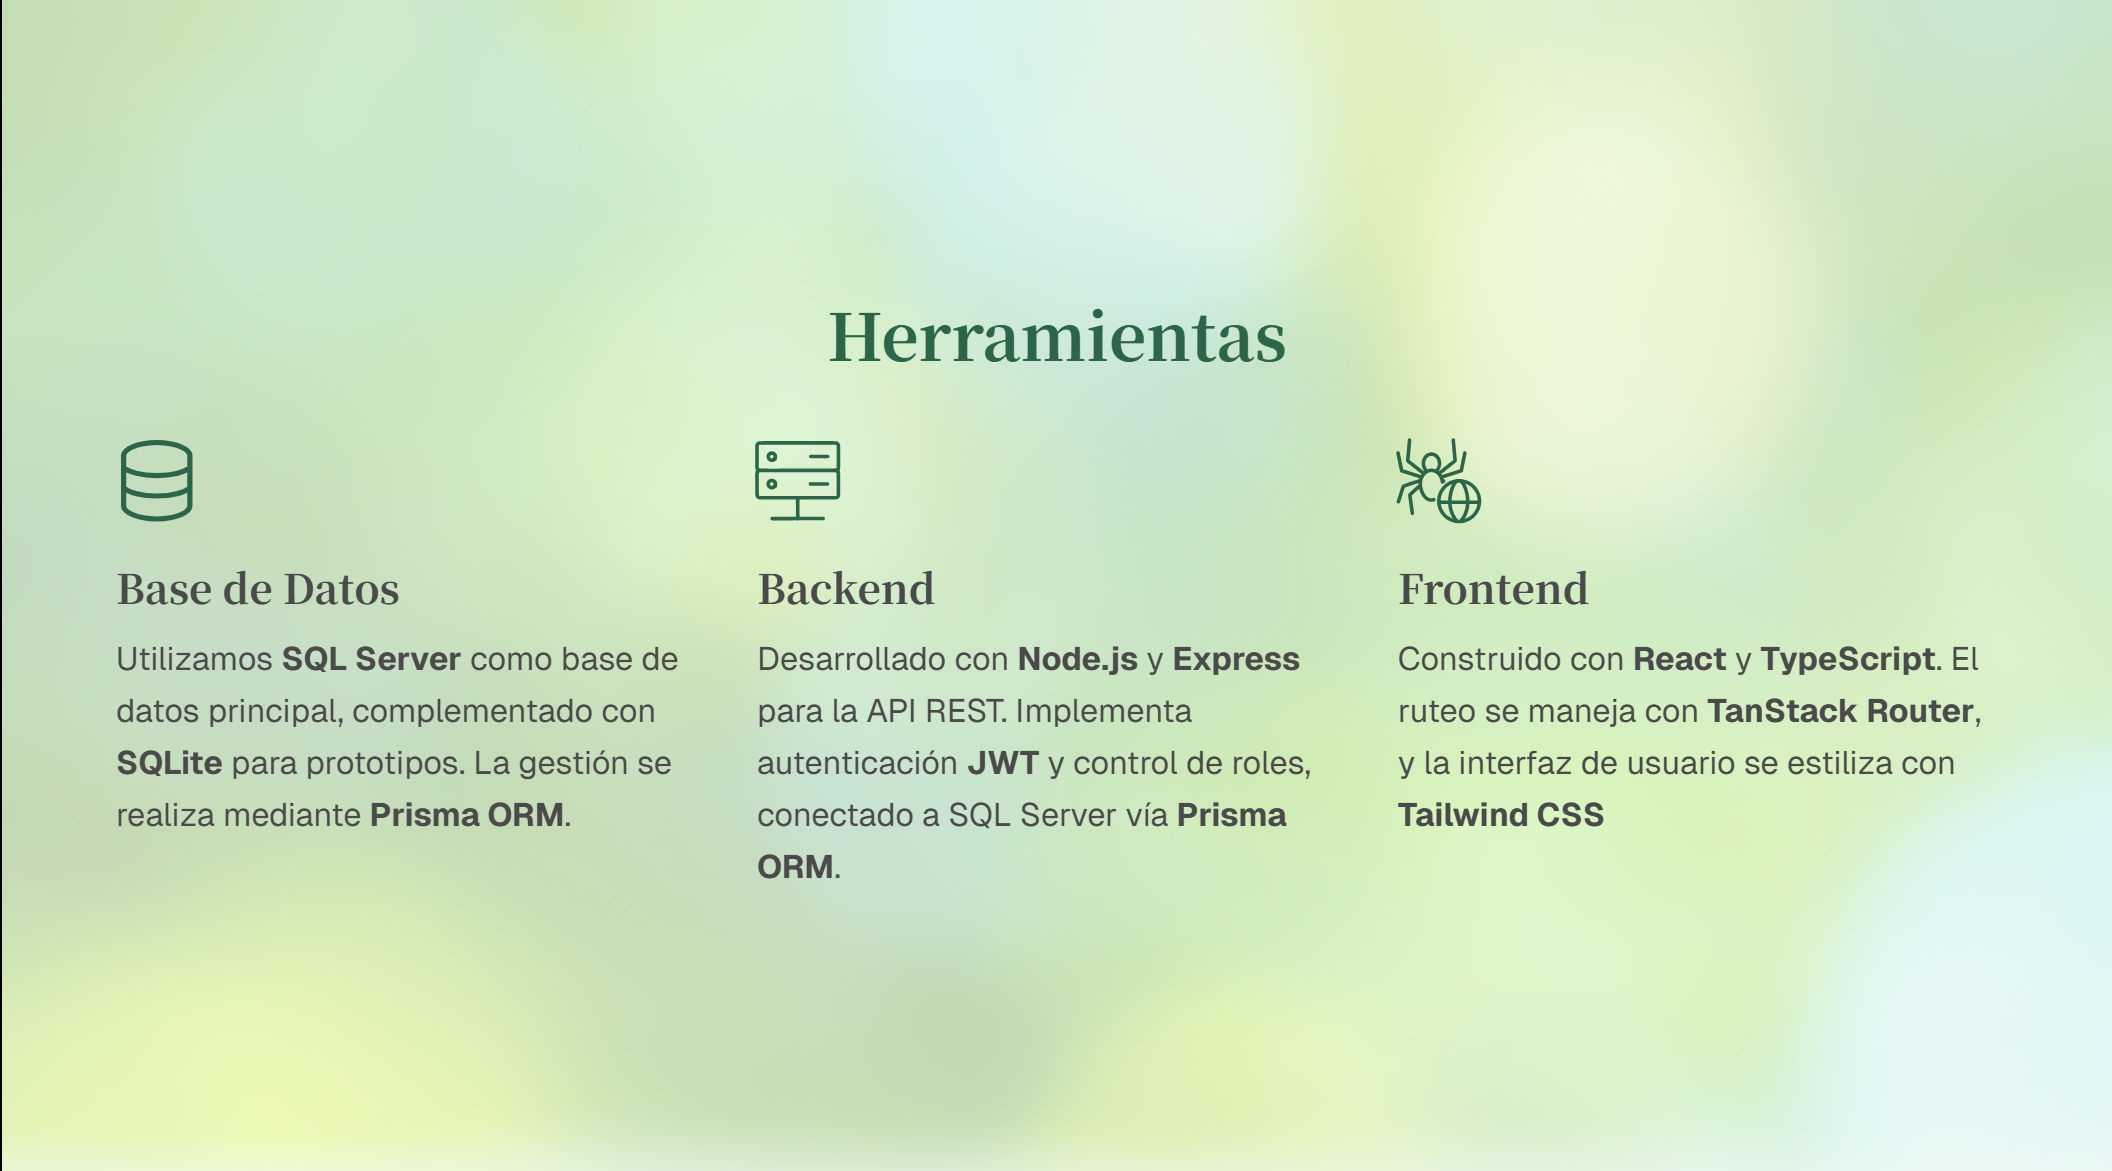 Herramientas
Base de Datos
Utilizamos SQL Server como base de
datos principal, complementado con
SQLite para prototipos. La gestión se
realiza mediante Prisma ORM.
Backend
Desarrollado con Node.js y Express
para la API REST. Implementa
autenticación JWT y control de roles,
conectado a SQL Server vía Prisma
ORM.
Frontend
Construido con React y TypeScript. El
ruteo se maneja con TanStack Router,
y la interfaz de usuario se estiliza con
Tailwind CSS